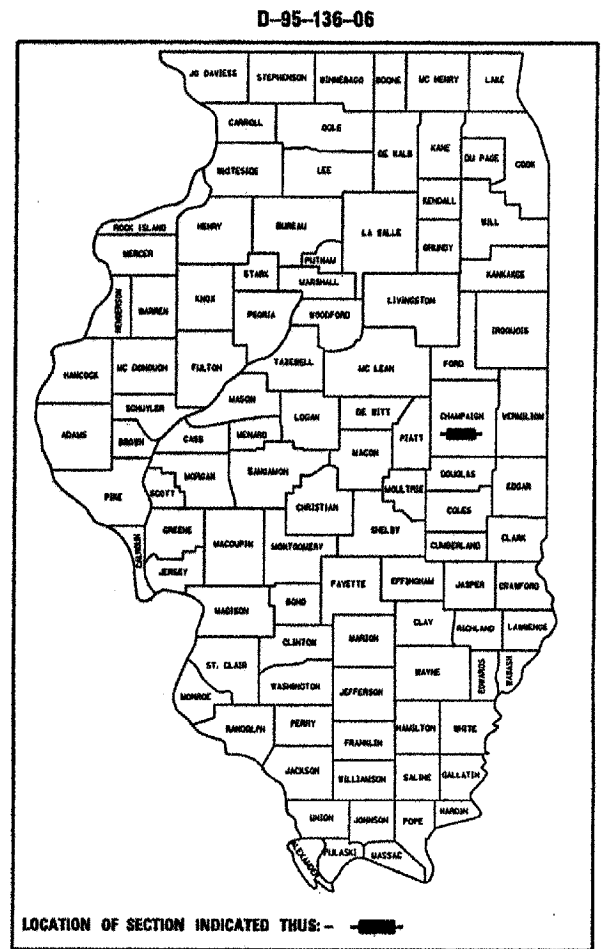 D-95-136-06
JO DAVIESS STEPHENSON WINNEBAGO BOONE MC HENRY LAKE
CARROLL OGLE DE KALB KANE DU PAGE COOK
WHITESIDE LEE
KENDALL WILL
ROCK ISLAND HENRY BUREAU LA SALLE GRUNDY
MERCER PUTNAM KANKAKEE
STARK MARSHALL
HENDERSON WARREN KNOX PEORIA WOODFORD LIVINGSTON IROQUOIS
HANCOCK MC DONOUGH FULTON TAZEWELL MC LEAN FORD
MASON
SCHUYLER LOGAN DE WITT CHAMPAIGN VERMILION
ADAMS BROWN CASS MENARD MACON PIATT
MORGAN SANGAMON DOUGLAS EDGAR
PIKE SCOTT CHRISTIAN MOULTRIE
COLES
GREENE MACOUPIN MONTGOMERY SHELBY CUMBERLAND CLARK
CALHOUN JERSEY
FAYETTE EFFINGHAM JASPER CRAWFORD
MADISON BOND
CLAY RICHLAND LAWRENCE
CLINTON MARION
ST. CLAIR WAYNE EDWARDS WABASH
MONROE WASHINGTON JEFFERSON
RANDOLPH PERRY HAMILTON WHITE
FRANKLIN
JACKSON WILLIAMSON SALINE GALLATIN
UNION JOHNSON POPE HARDIN
ALEXANDER PULASKI MASSAC
LOCATION OF SECTION INDICATED THUS: -